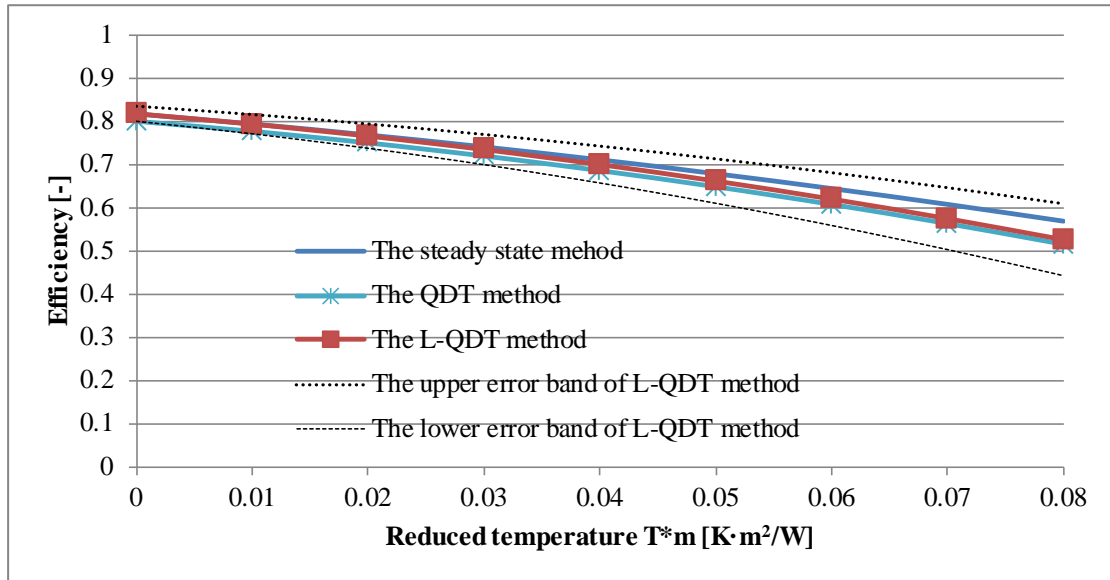 1
0.9
0.8
0.7
0.6
0.5
0.4
0.3
0.2
0.1
0
Efficiency [-]
The steady state mehod
The QDT method
The L-QDT method
The upper error band of L-QDT method
The lower error band of L-QDT method
0 0.01 0.02 0.03 0.04 0.05 0.06 0.07 0.08
Reduced temperature T*m [K·m²/W]